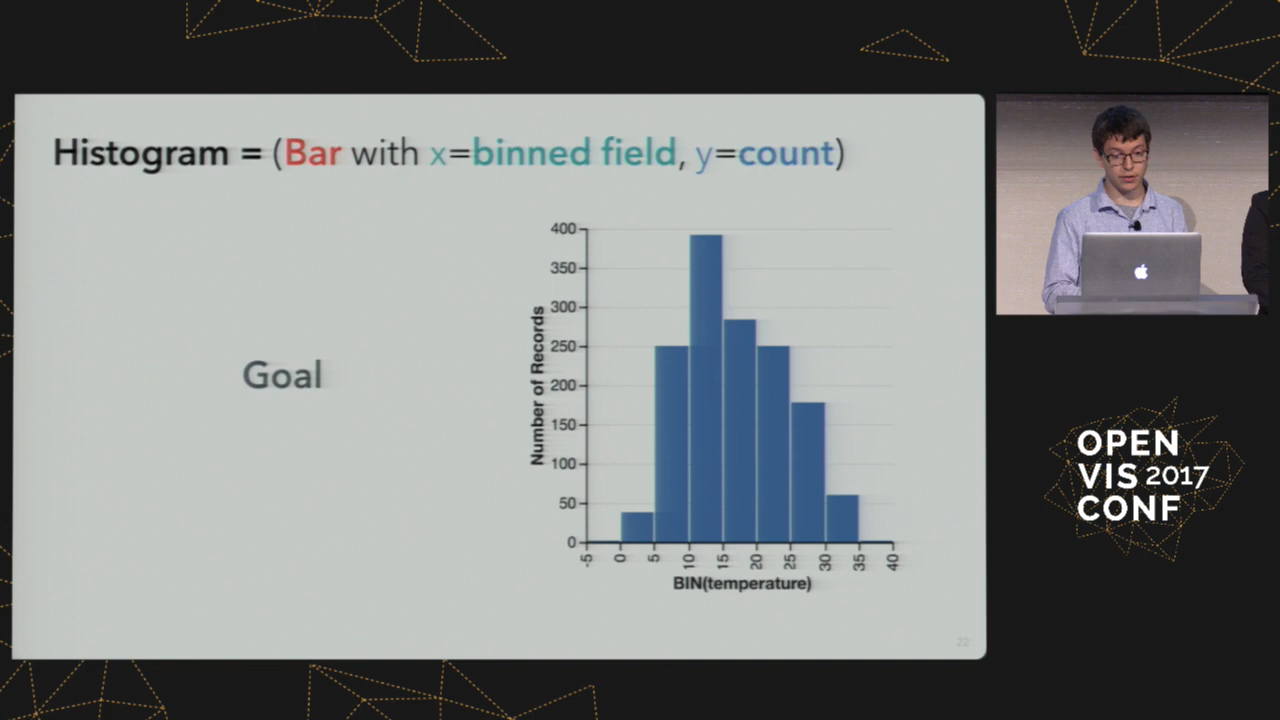 Histogram = (Bar with x=binned field, y=count)
Goal
Number of Records
400
350
300
250
200
150
100
50
0
-5 0 5 10 15 20 25 30 35 40
BIN(temperature)
22
OPEN
VIS 2017
CONF